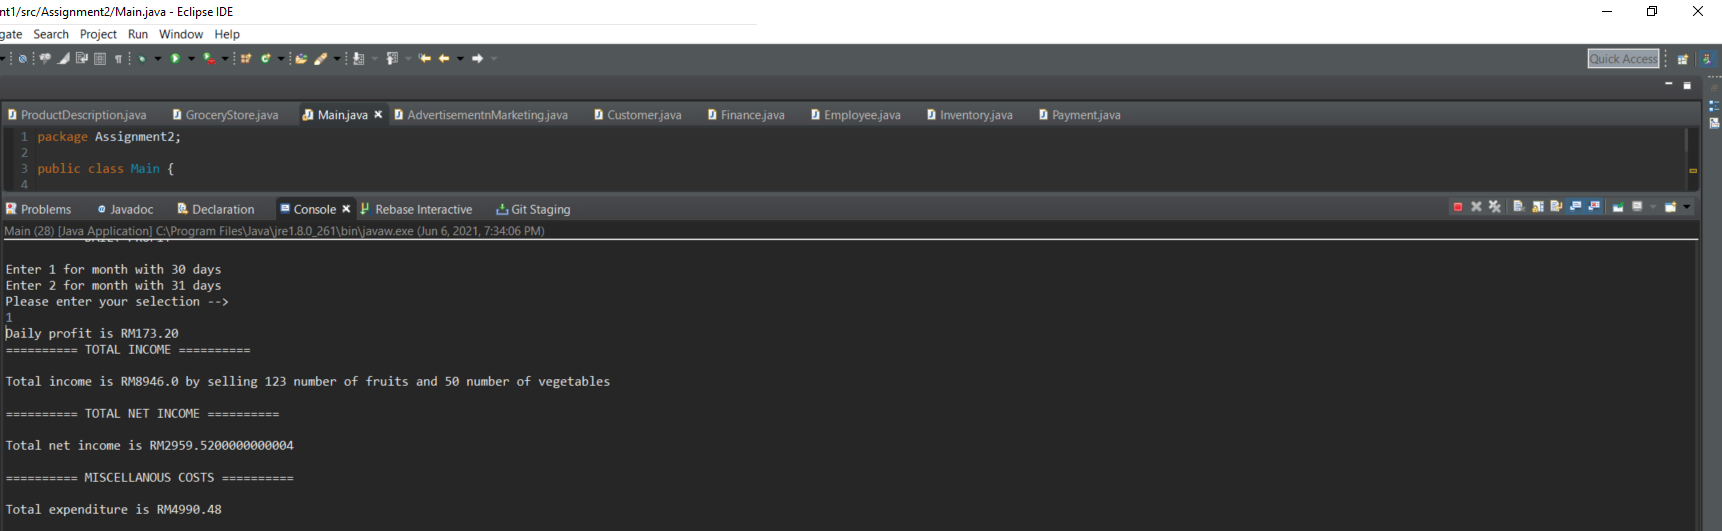 nt1/src/Assignment2/Main.java - Eclipse IDE
gate Search Project Run Window Help
Quick Access
ProductDescription.java GroceryStore.java Main.java AdvertisementnMarketing.java Customer.java Finance.java Employee.java Inventory.java Payment.java
1 package Assignment2;
2
3 public class Main {
4
Problems Javadoc Declaration Console Rebase Interactive Git Staging
Main (28) [Java Application] C:\Program Files\Java\jre1.8.0_261\bin\javaw.exe (Jun 6, 2021, 7:34:06 PM)
DAILY PROFIT
Enter 1 for month with 30 days
Enter 2 for month with 31 days
Please enter your selection -->
1
Daily profit is RM173.20
========== TOTAL INCOME ==========
Total income is RM8946.0 by selling 123 number of fruits and 50 number of vegetables
========== TOTAL NET INCOME ==========
Total net income is RM2959.5200000000004
========== MISCELLANOUS COSTS ==========
Total expenditure is RM4990.48